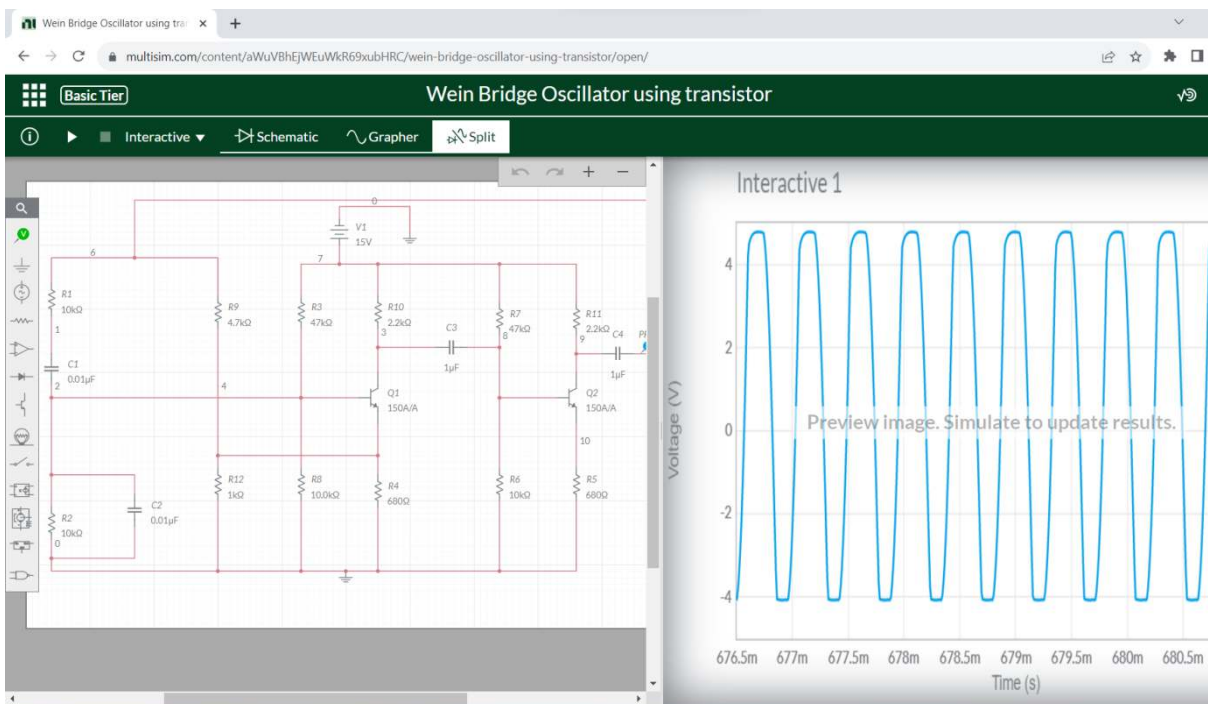 Wein Bridge Oscillator using tra
multisim.com/content/aWuVBhEjWEuWkR69xubHRC/wein-bridge-oscillator-using-transistor/open/
Basic Tier
Wein Bridge Oscillator using transistor
Interactive
Schematic
Grapher
Split
Interactive 1
0
V1
15V
6
7
R1
10kΩ
R9
4.7kΩ
R3
47kΩ
R10
2.2kΩ
R7
47kΩ
R11
2.2kΩ
1
3
C3
1µF
8
9
C4
PR
1µF
C1
0.01µF
2
4
Q1
150A/A
Q2
150A/A
10
R12
1kΩ
R8
10.0kΩ
R4
680Ω
R6
10kΩ
R5
680Ω
C2
0.01µF
R2
10kΩ
0
Voltage (V)
4
2
0
-2
-4
Preview image. Simulate to update results.
676.5m 677m 677.5m 678m 678.5m 679m 679.5m 680m 680.5m
Time (s)